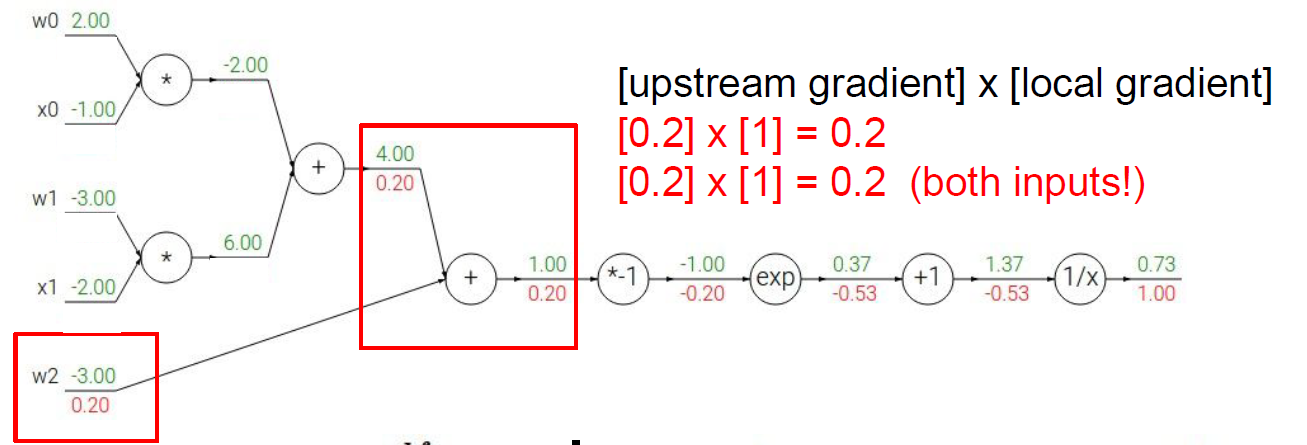 w0 2.00
-2.00
*
x0 -1.00
[upstream gradient] x [local gradient]
[0.2] x [1] = 0.2
[0.2] x [1] = 0.2 (both inputs!)
4.00
+
0.20
w1 -3.00
6.00
*
x1 -2.00
1.00 -1.00 0.37 1.37 0.73
+ *-1 exp +1 1/x
0.20 -0.20 -0.53 -0.53 1.00
w2 -3.00
0.20